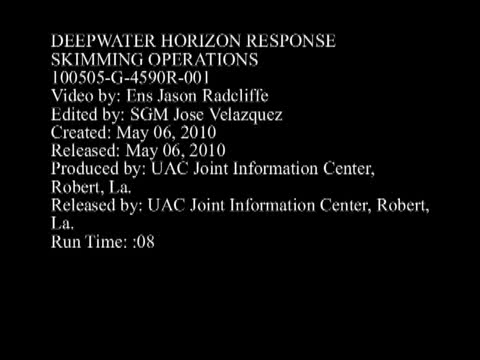 DEEPWATER HORIZON RESPONSE
SKIMMING OPERATIONS
100505-G-4590R-001
Video by: Ens Jason Radcliffe
Edited by: SGM Jose Velazquez
Created: May 06, 2010
Released: May 06, 2010
Produced by: UAC Joint Information Center,
Robert, La.
Released by: UAC Joint Information Center, Robert,
La.
Run Time: :08